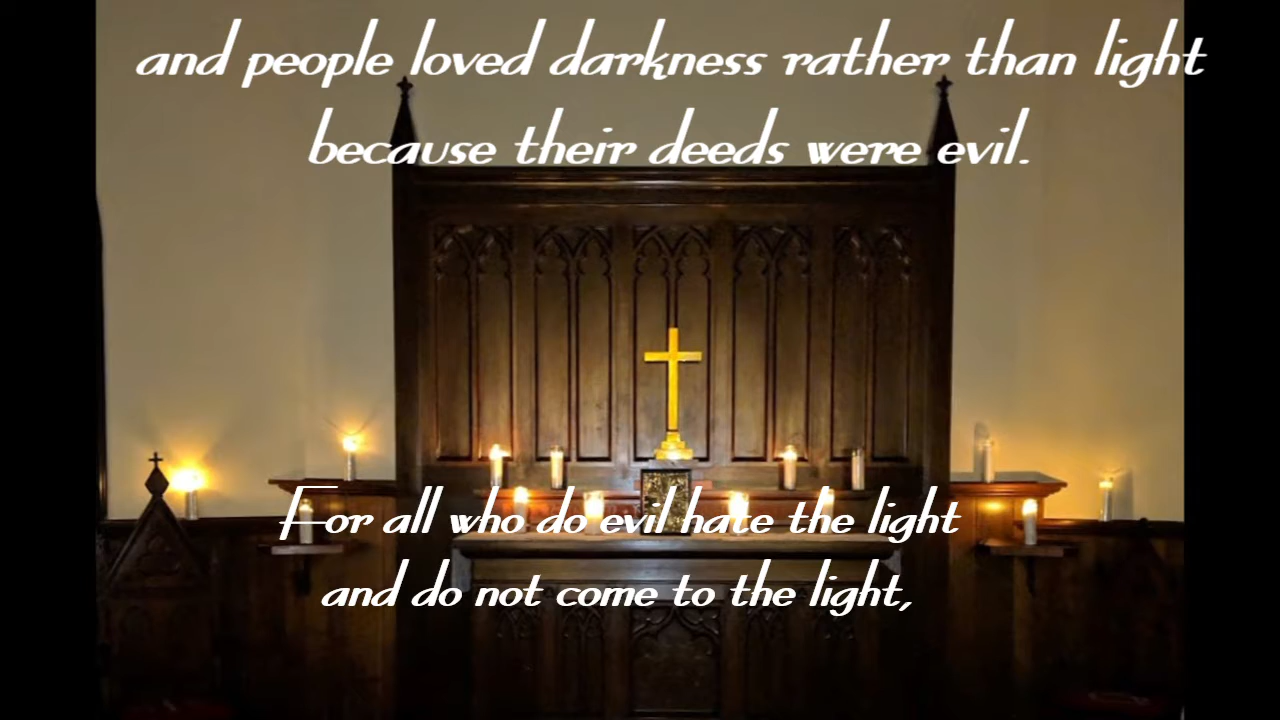 and people loved darkness rather than light
because their deeds were evil.
For all who do evil hate the light
and do not come to the light,